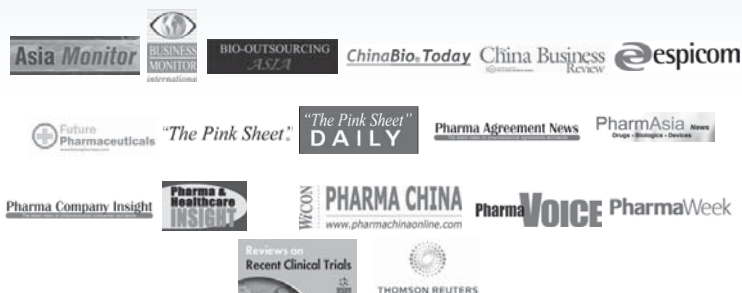 Asia Monitor
BUSINESS
MONITOR
international
BIO-OUTSOURCING
ASIA
ChinaBio® Today
China Business
Review
espicom
Future
Pharmaceuticals
"The Pink Sheet"
"The Pink Sheet"
DAILY
Pharma Agreement News
PharmAsia News
Drugs • Biologics • Devices
Pharma Company Insight
Pharma &
Healthcare
INSIGHT
WiCON
PHARMA CHINA
www.pharmachinaonline.com
PharmaVOICE
PharmaWeek
Reviews on
Recent Clinical Trials
THOMSON REUTERS